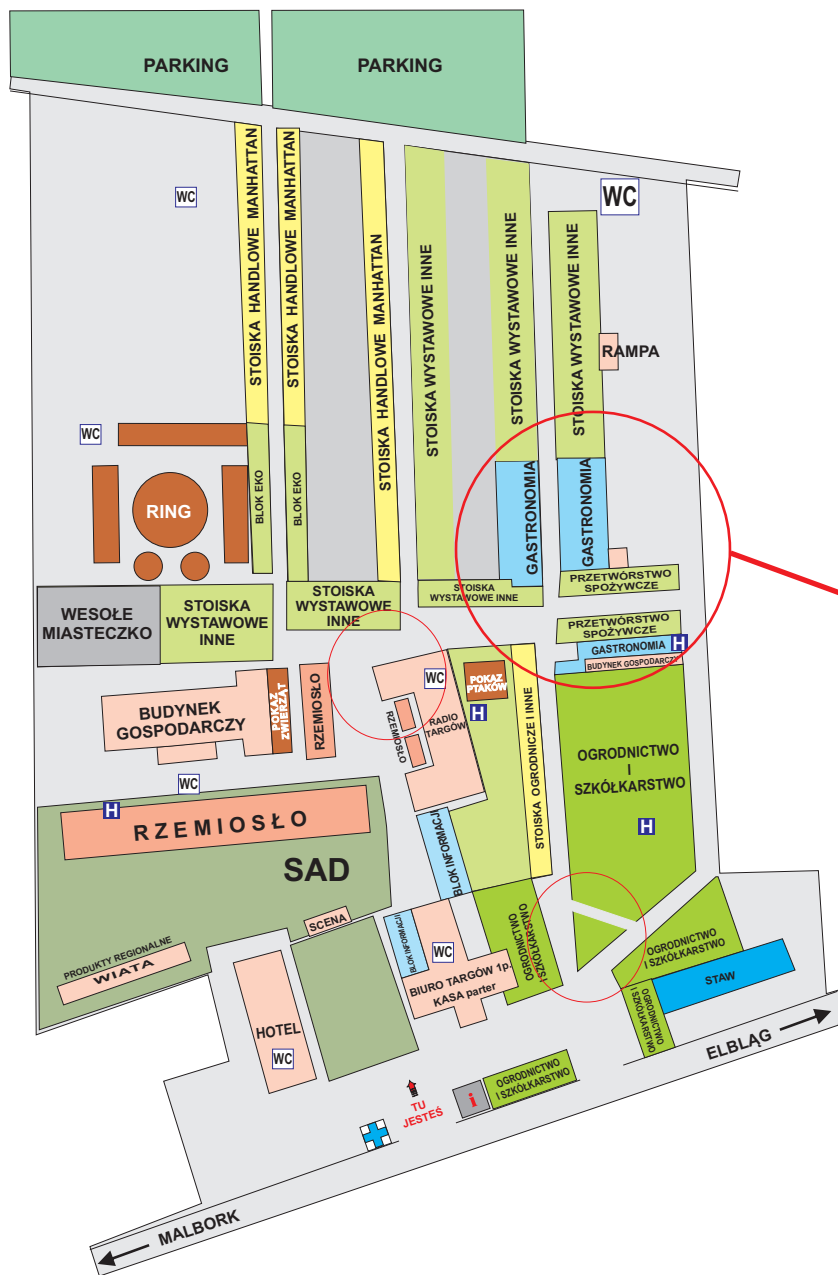 PARKING
PARKING
WC
WC
STOISKA HANDLOWE MANHATTAN
STOISKA HANDLOWE MANHATTAN
STOISKA HANDLOWE MANHATTAN
STOISKA WYSTAWOWE INNE
STOISKA WYSTAWOWE INNE
STOISKA WYSTAWOWE INNE
RAMPA
WC
RING
BLOK EKO
BLOK EKO
GASTRONOMIA
GASTRONOMIA
PRZETWÓRSTWO
SPOŻYWCZE
WESOŁE
MIASTECZKO
STOISKA
WYSTAWOWE
INNE
STOISKA
WYSTAWOWE
INNE
STOISKA
WYSTAWOWE INNE
PRZETWÓRSTWO
SPOŻYWCZE
GASTRONOMIA
H
BUDYNEK GOSPODARCZY
BUDYNEK
GOSPODARCZY
POKAZ
ZWIERZĄT
RZEMIOSŁO
RZEMIOSŁO
WC
RADIO
TARGÓW
POKAZ
PTAKÓW
H
STOISKA OGRODNICZE I INNE
OGRODNICTWO
I
SZKÓŁKARSTWO
H
WC
H
RZEMIOSŁO
SAD
BLOK INFORMACJI
SCENA
PRODUKTY REGIONALNE
WIATA
BLOK INFORMACJI
WC
BIURO TARGÓW 1p.
KASA parter
OGRODNICTWO
I SZKÓŁKARSTWO
OGRODNICTWO
I SZKÓŁKARSTWO
STAW
OGRODNICTWO
I SZKÓŁKARSTWO
HOTEL
WC
TU
JESTEŚ
i
OGRODNICTWO
I SZKÓŁKARSTWO
ELBLĄG
MALBORK